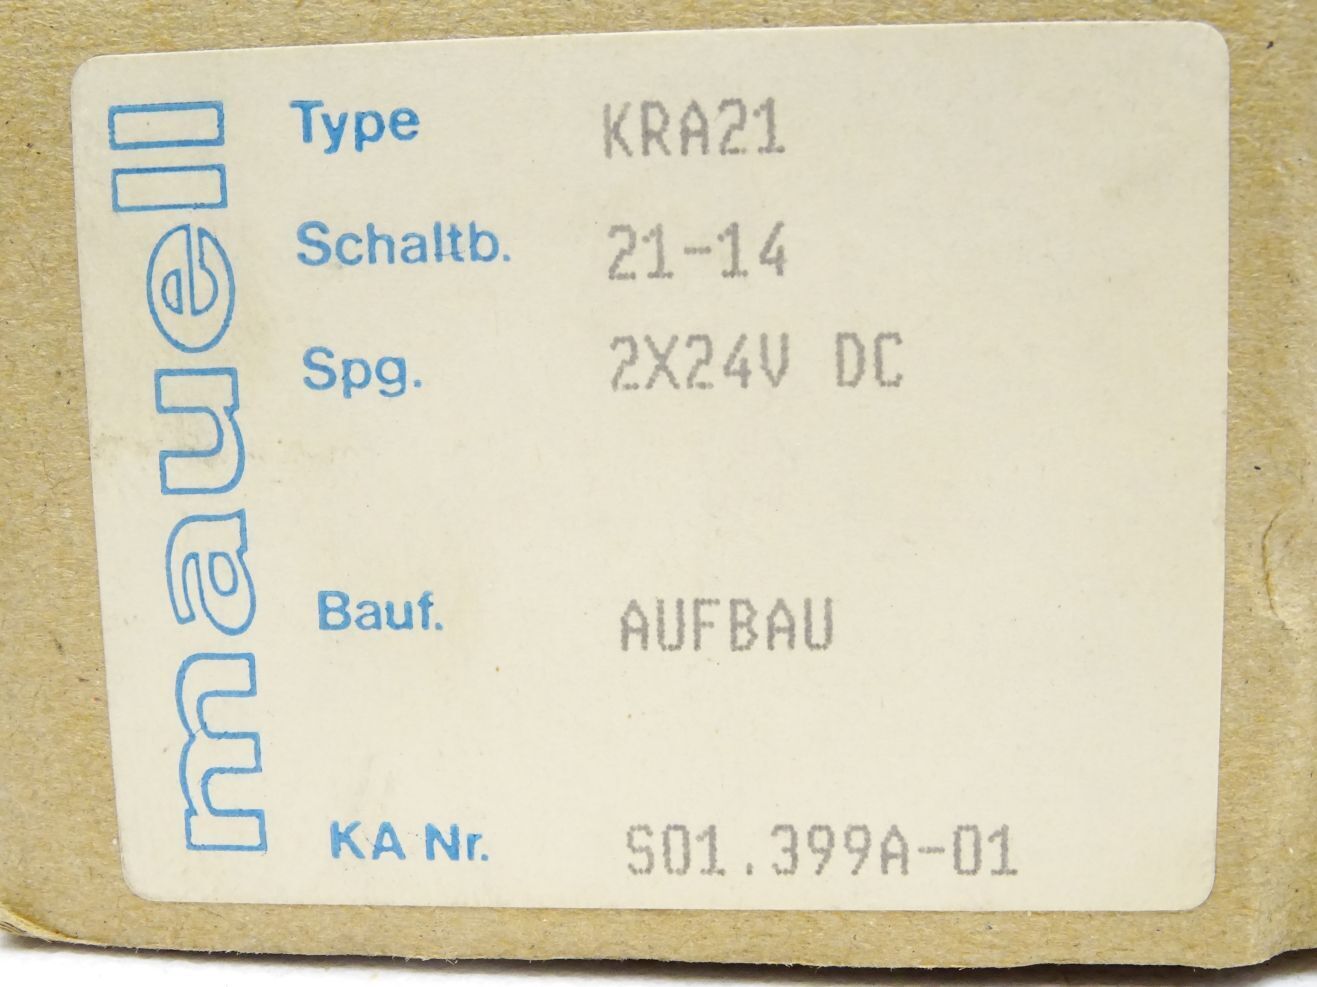 mauell
Type KRA21
Schaltb. 21-14
Spg. 2X24V DC
Bauf. AUFBAU
KA Nr. S01.399A-01